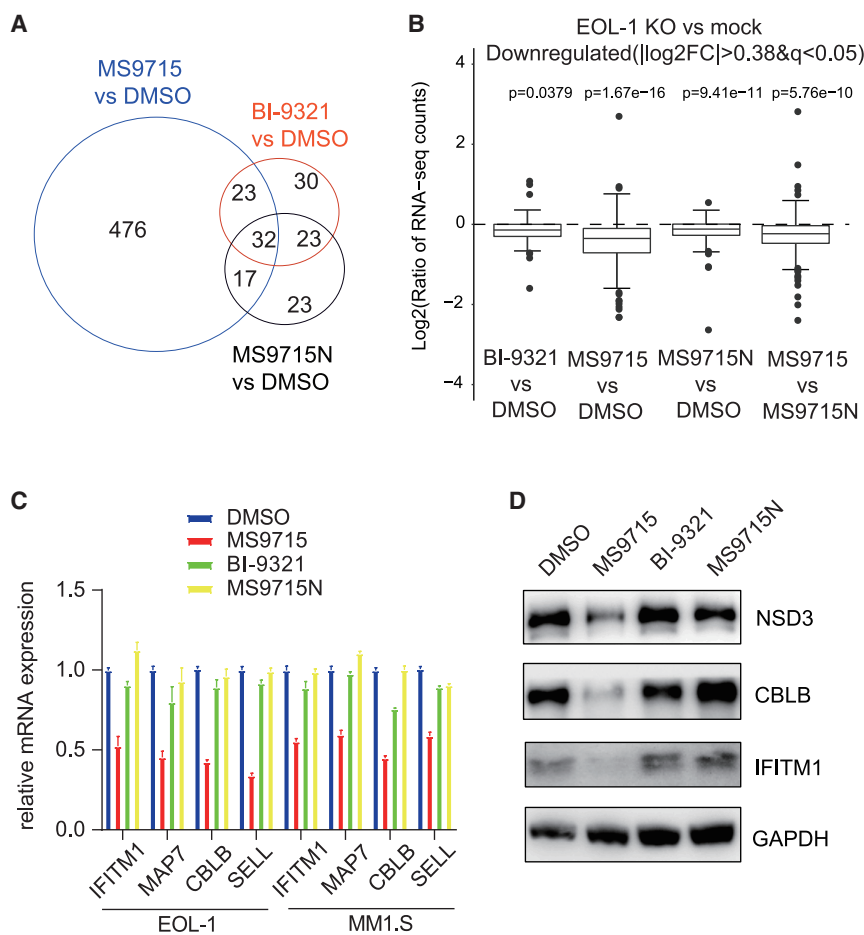 A
MS9715
vs DMSO
BI-9321
vs DMSO
23
30
476
32
23
17
23
MS9715N
vs DMSO
B
EOL-1 KO vs mock
Downregulated(|log2FC|>0.38&q<0.05)
p=0.0379 p=1.67e−16 p=9.41e−11 p=5.76e−10
Log2(Ratio of RNA−seq counts)
4
2
0
−2
−4
BI-9321 MS9715 MS9715N MS9715
vs vs vs vs
DMSO DMSO DMSO MS9715N
C
DMSO
MS9715
BI-9321
MS9715N
relative mRNA expression
1.5
1.0
0.5
0.0
IFITM1 MAP7 CBLB SELL IFITM1 MAP7 CBLB SELL
EOL-1 MM1.S
D
DMSO MS9715 BI-9321 MS9715N
NSD3
CBLB
IFITM1
GAPDH